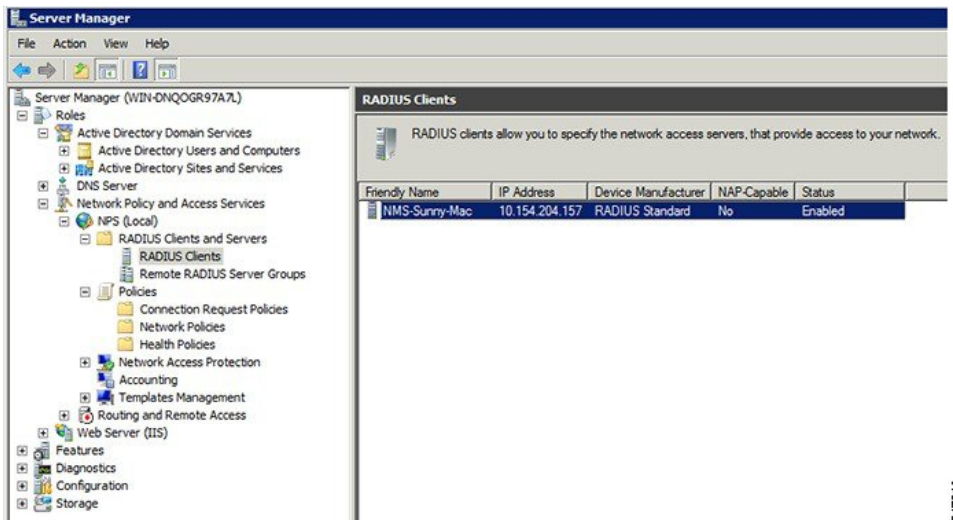 Server Manager
File Action View Help
Server Manager (WIN-DNQOGR97A7L)
Roles
Active Directory Domain Services
Active Directory Users and Computers
Active Directory Sites and Services
DNS Server
Network Policy and Access Services
NPS (Local)
RADIUS Clients and Servers
RADIUS Clients
Remote RADIUS Server Groups
Policies
Connection Request Policies
Network Policies
Health Policies
Network Access Protection
Accounting
Templates Management
Routing and Remote Access
Web Server (IIS)
Features
Diagnostics
Configuration
Storage
RADIUS Clients
RADIUS clients allow you to specify the network access servers, that provide access to your network.
Friendly Name IP Address Device Manufacturer NAP-Capable Status
NMS-Sunny-Mac 10.154.204.157 RADIUS Standard No Enabled